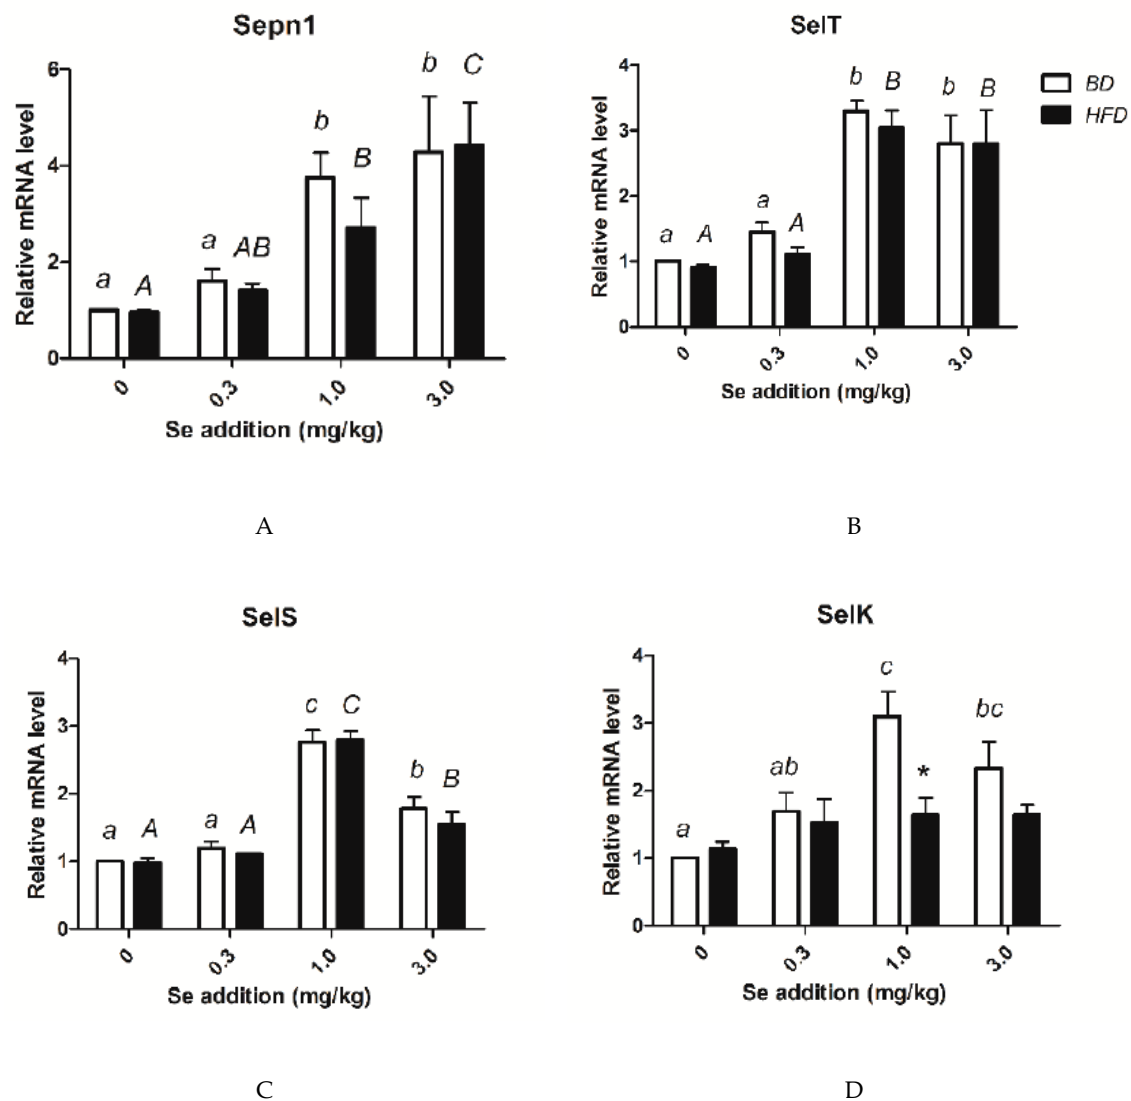 Sepn1
Relative mRNA level
6
4
2
0
a
A
a
AB
b
B
b
C
0
0.3
1.0
3.0
Se addition (mg/kg)
A
SelT
Relative mRNA level
4
3
2
1
0
a
A
a
A
b
B
b
B
0
0.3
1.0
3.0
Se addition (mg/kg)
BD
HFD
B
SelS
Relative mRNA level
4
3
2
1
0
a
A
a
A
c
C
b
B
0
0.3
1.0
3.0
Se addition (mg/kg)
C
SelK
Relative mRNA level
4
3
2
1
0
a
ab
c
*
bc
0
0.3
1.0
3.0
Se addition (mg/kg)
D